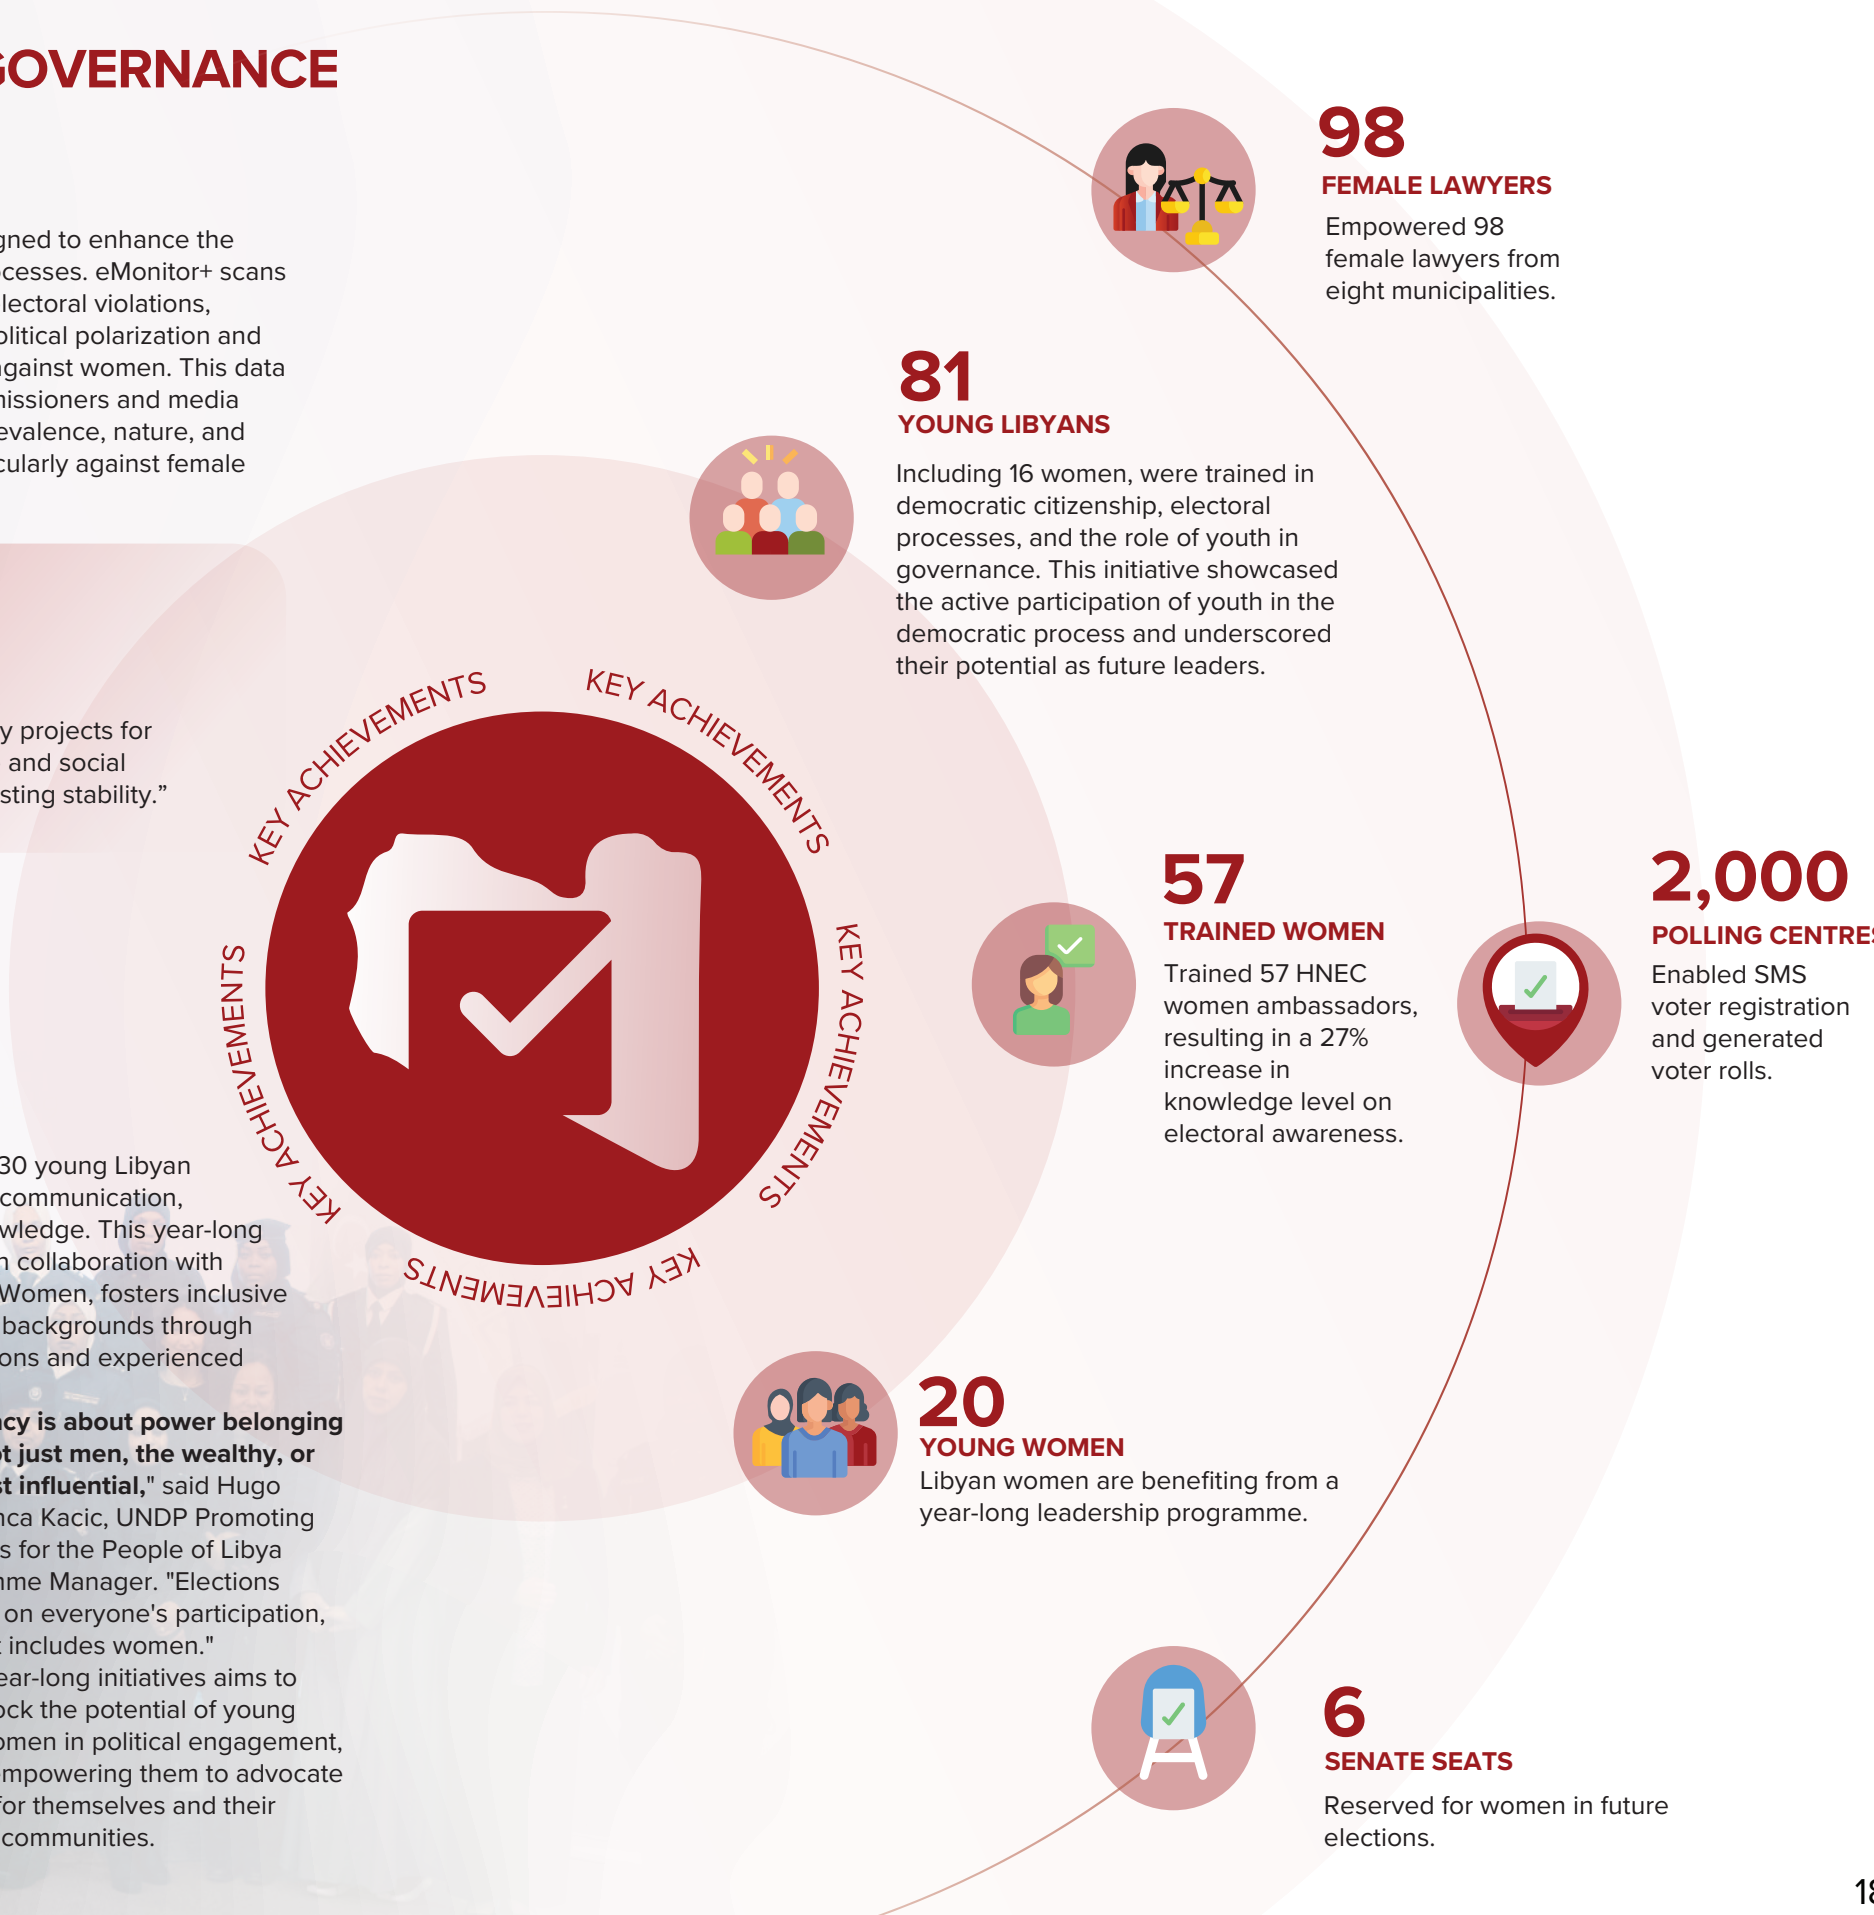 GOVERNANCE
gned to enhance the
cesses. eMonitor+ scans
lectoral violations,
olitical polarization and
against women. This data
missioners and media
evalence, nature, and
cularly against female
y projects for
and social
sting stability.”
30 young Libyan
communication,
wledge. This year-long
n collaboration with
Women, fosters inclusive
backgrounds through
ons and experienced
acy is about power belonging
ot just men, the wealthy, or
st influential," said Hugo
nca Kacic, UNDP Promoting
s for the People of Libya
mme Manager. "Elections
on everyone's participation,
t includes women."
ear-long initiatives aims to
ock the potential of young
omen in political engagement,
empowering them to advocate
for themselves and their
communities.
KEY ACHIEVEMENTS
KEY ACHIEVEMENTS
KEY ACHIEVEMENTS
KEY ACHIEVEMENTS
KEY ACHIEVEMENTS
98
FEMALE LAWYERS
Empowered 98
female lawyers from
eight municipalities.
81
YOUNG LIBYANS
Including 16 women, were trained in
democratic citizenship, electoral
processes, and the role of youth in
governance. This initiative showcased
the active participation of youth in the
democratic process and underscored
their potential as future leaders.
57
TRAINED WOMEN
Trained 57 HNEC
women ambassadors,
resulting in a 27%
increase in
knowledge level on
electoral awareness.
2,000
POLLING CENTRES
Enabled SMS
voter registration
and generated
voter rolls.
20
YOUNG WOMEN
Libyan women are benefiting from a
year-long leadership programme.
6
SENATE SEATS
Reserved for women in future
elections.
18